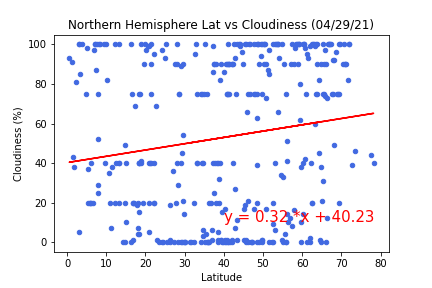 Northern Hemisphere Lat vs Cloudiness (04/29/21)
100
80
60
40
20
0
Cloudiness (%)
y = 0.32 *x + 40.23
0 10 20 30 40 50 60 70 80
Latitude